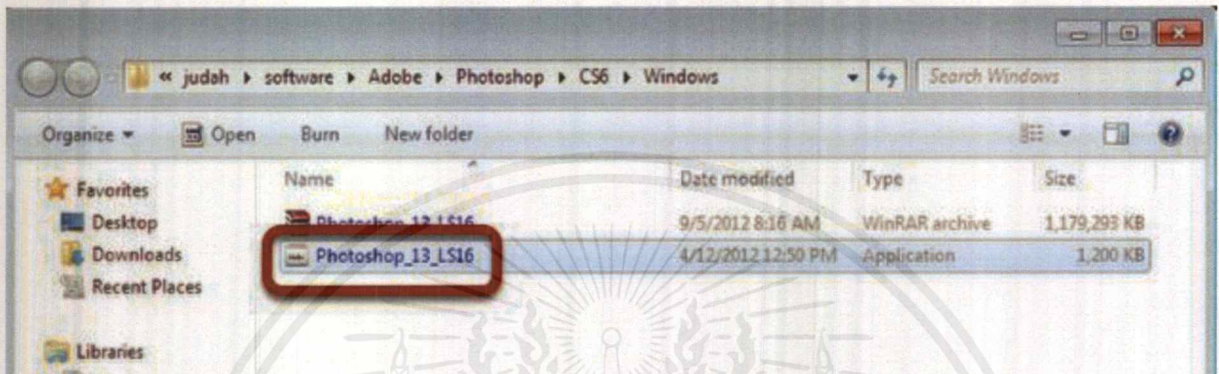 « judah ▸ software ▸ Adobe ▸ Photoshop ▸ CS6 ▸ Windows Search Windows
Organize Open Burn New folder
Name Date modified Type Size
Favorites
Desktop Photoshop_13_LS16 9/5/2012 8:16 AM WinRAR archive 1,179,293 KB
Downloads Photoshop_13_LS16 4/12/2012 12:50 PM Application 1,200 KB
Recent Places
Libraries